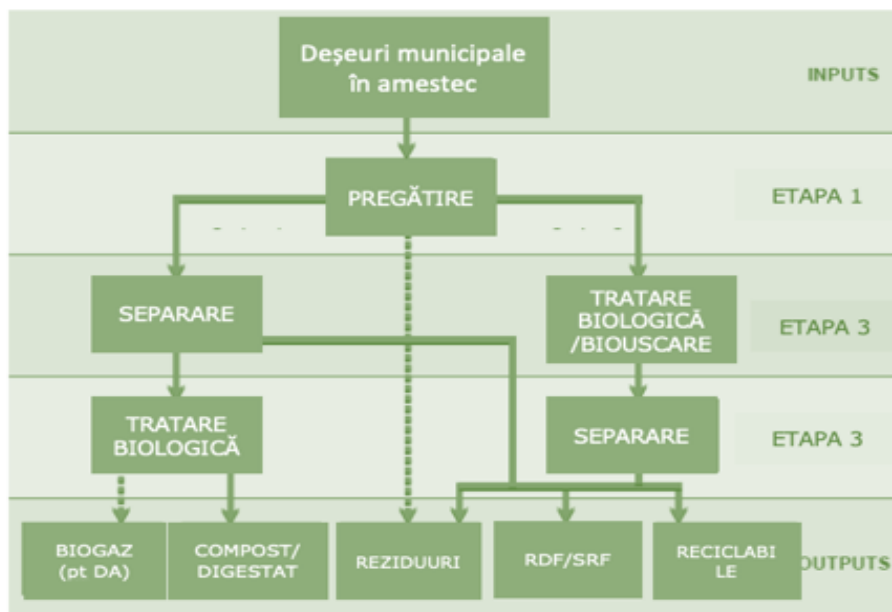 Deșeuri municipale
în amestec
INPUTS
PREGĂTIRE
ETAPA 1
SEPARARE
TRATARE
BIOLOGICĂ
/BIOUSCARE
ETAPA 3
TRATARE
BIOLOGICĂ
SEPARARE
ETAPA 3
BIOGAZ
(pt DA)
COMPOST/
DIGESTAT
REZIDUURI
RDF/SRF
RECICLABI
LE
OUTPUTS